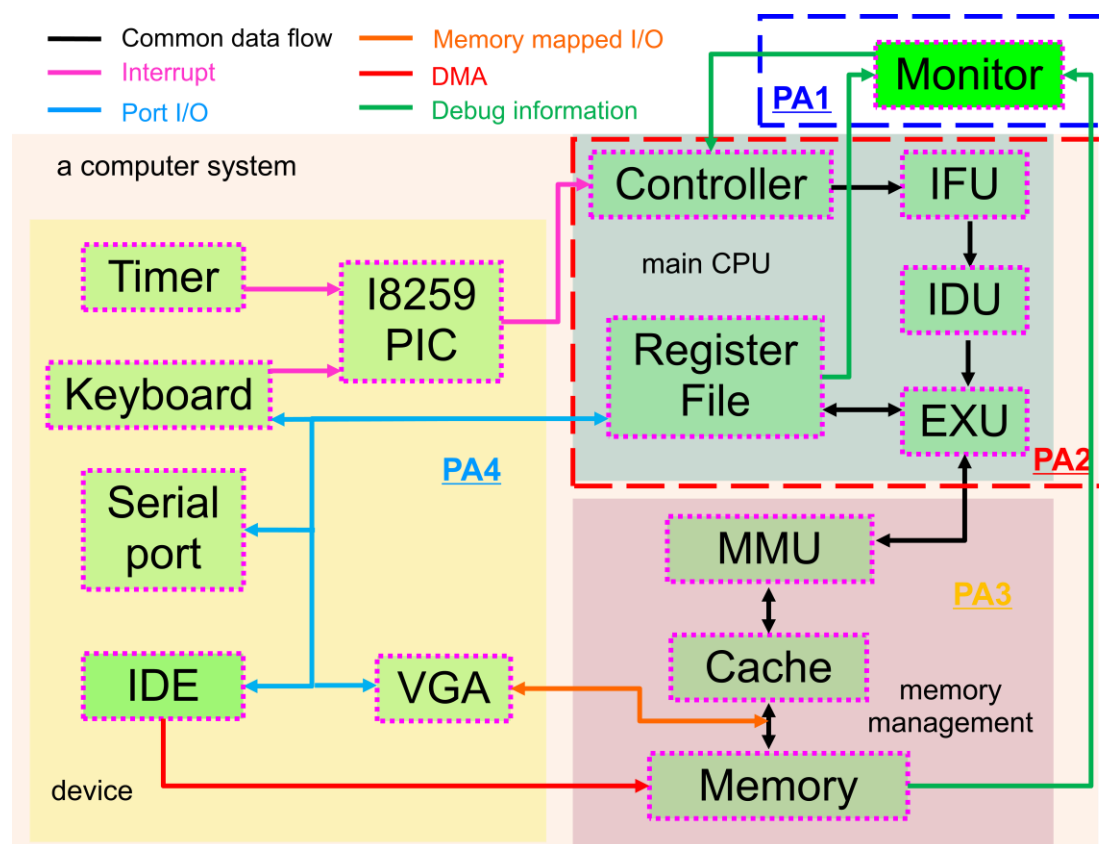 Common data flow
Memory mapped I/O
Interrupt
DMA
Port I/O
Debug information
Monitor
PA1
a computer system
Controller
IFU
main CPU
Timer
I8259
PIC
IDU
Register
File
Keyboard
EXU
PA2
PA4
Serial
port
MMU
PA3
Cache
IDE
VGA
memory
management
device
Memory